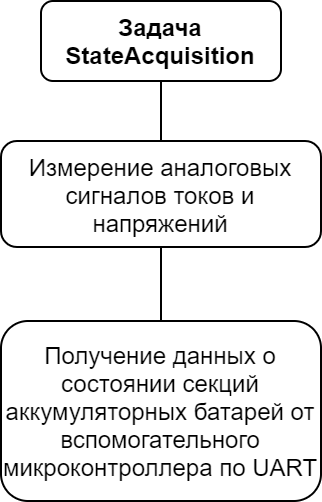 Задача
StateAcquisition
Измерение аналоговых
сигналов токов и
напряжений
Получение данных о
состоянии секций
аккумуляторных батарей от
вспомогательного
микроконтроллера по UART